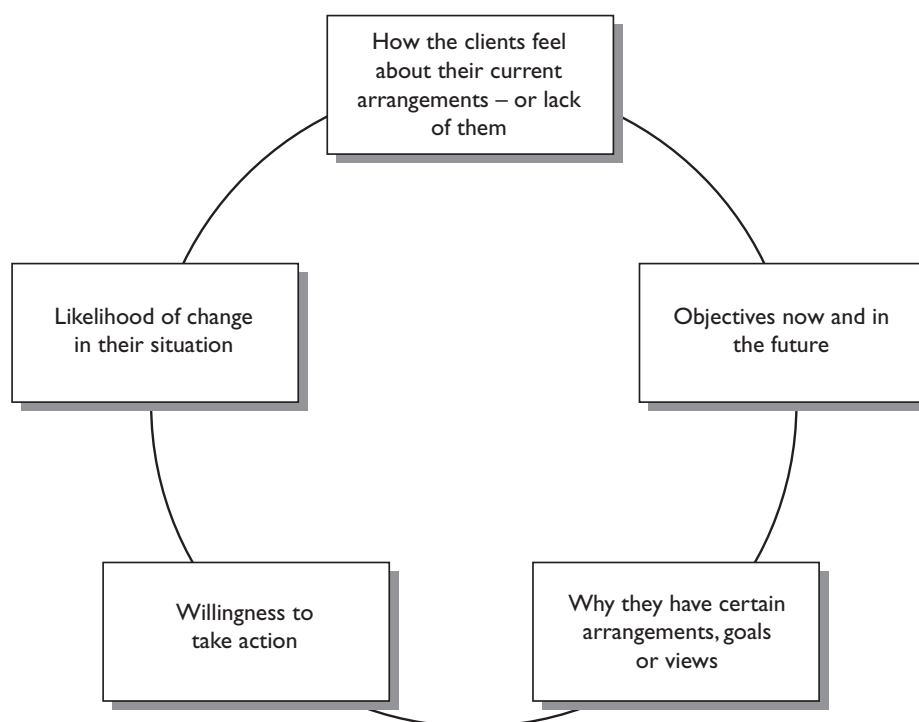 How the clients feel
about their current
arrangements – or lack
of them
Likelihood of change
in their situation
Objectives now and in
the future
Willingness to
take action
Why they have certain
arrangements, goals
or views